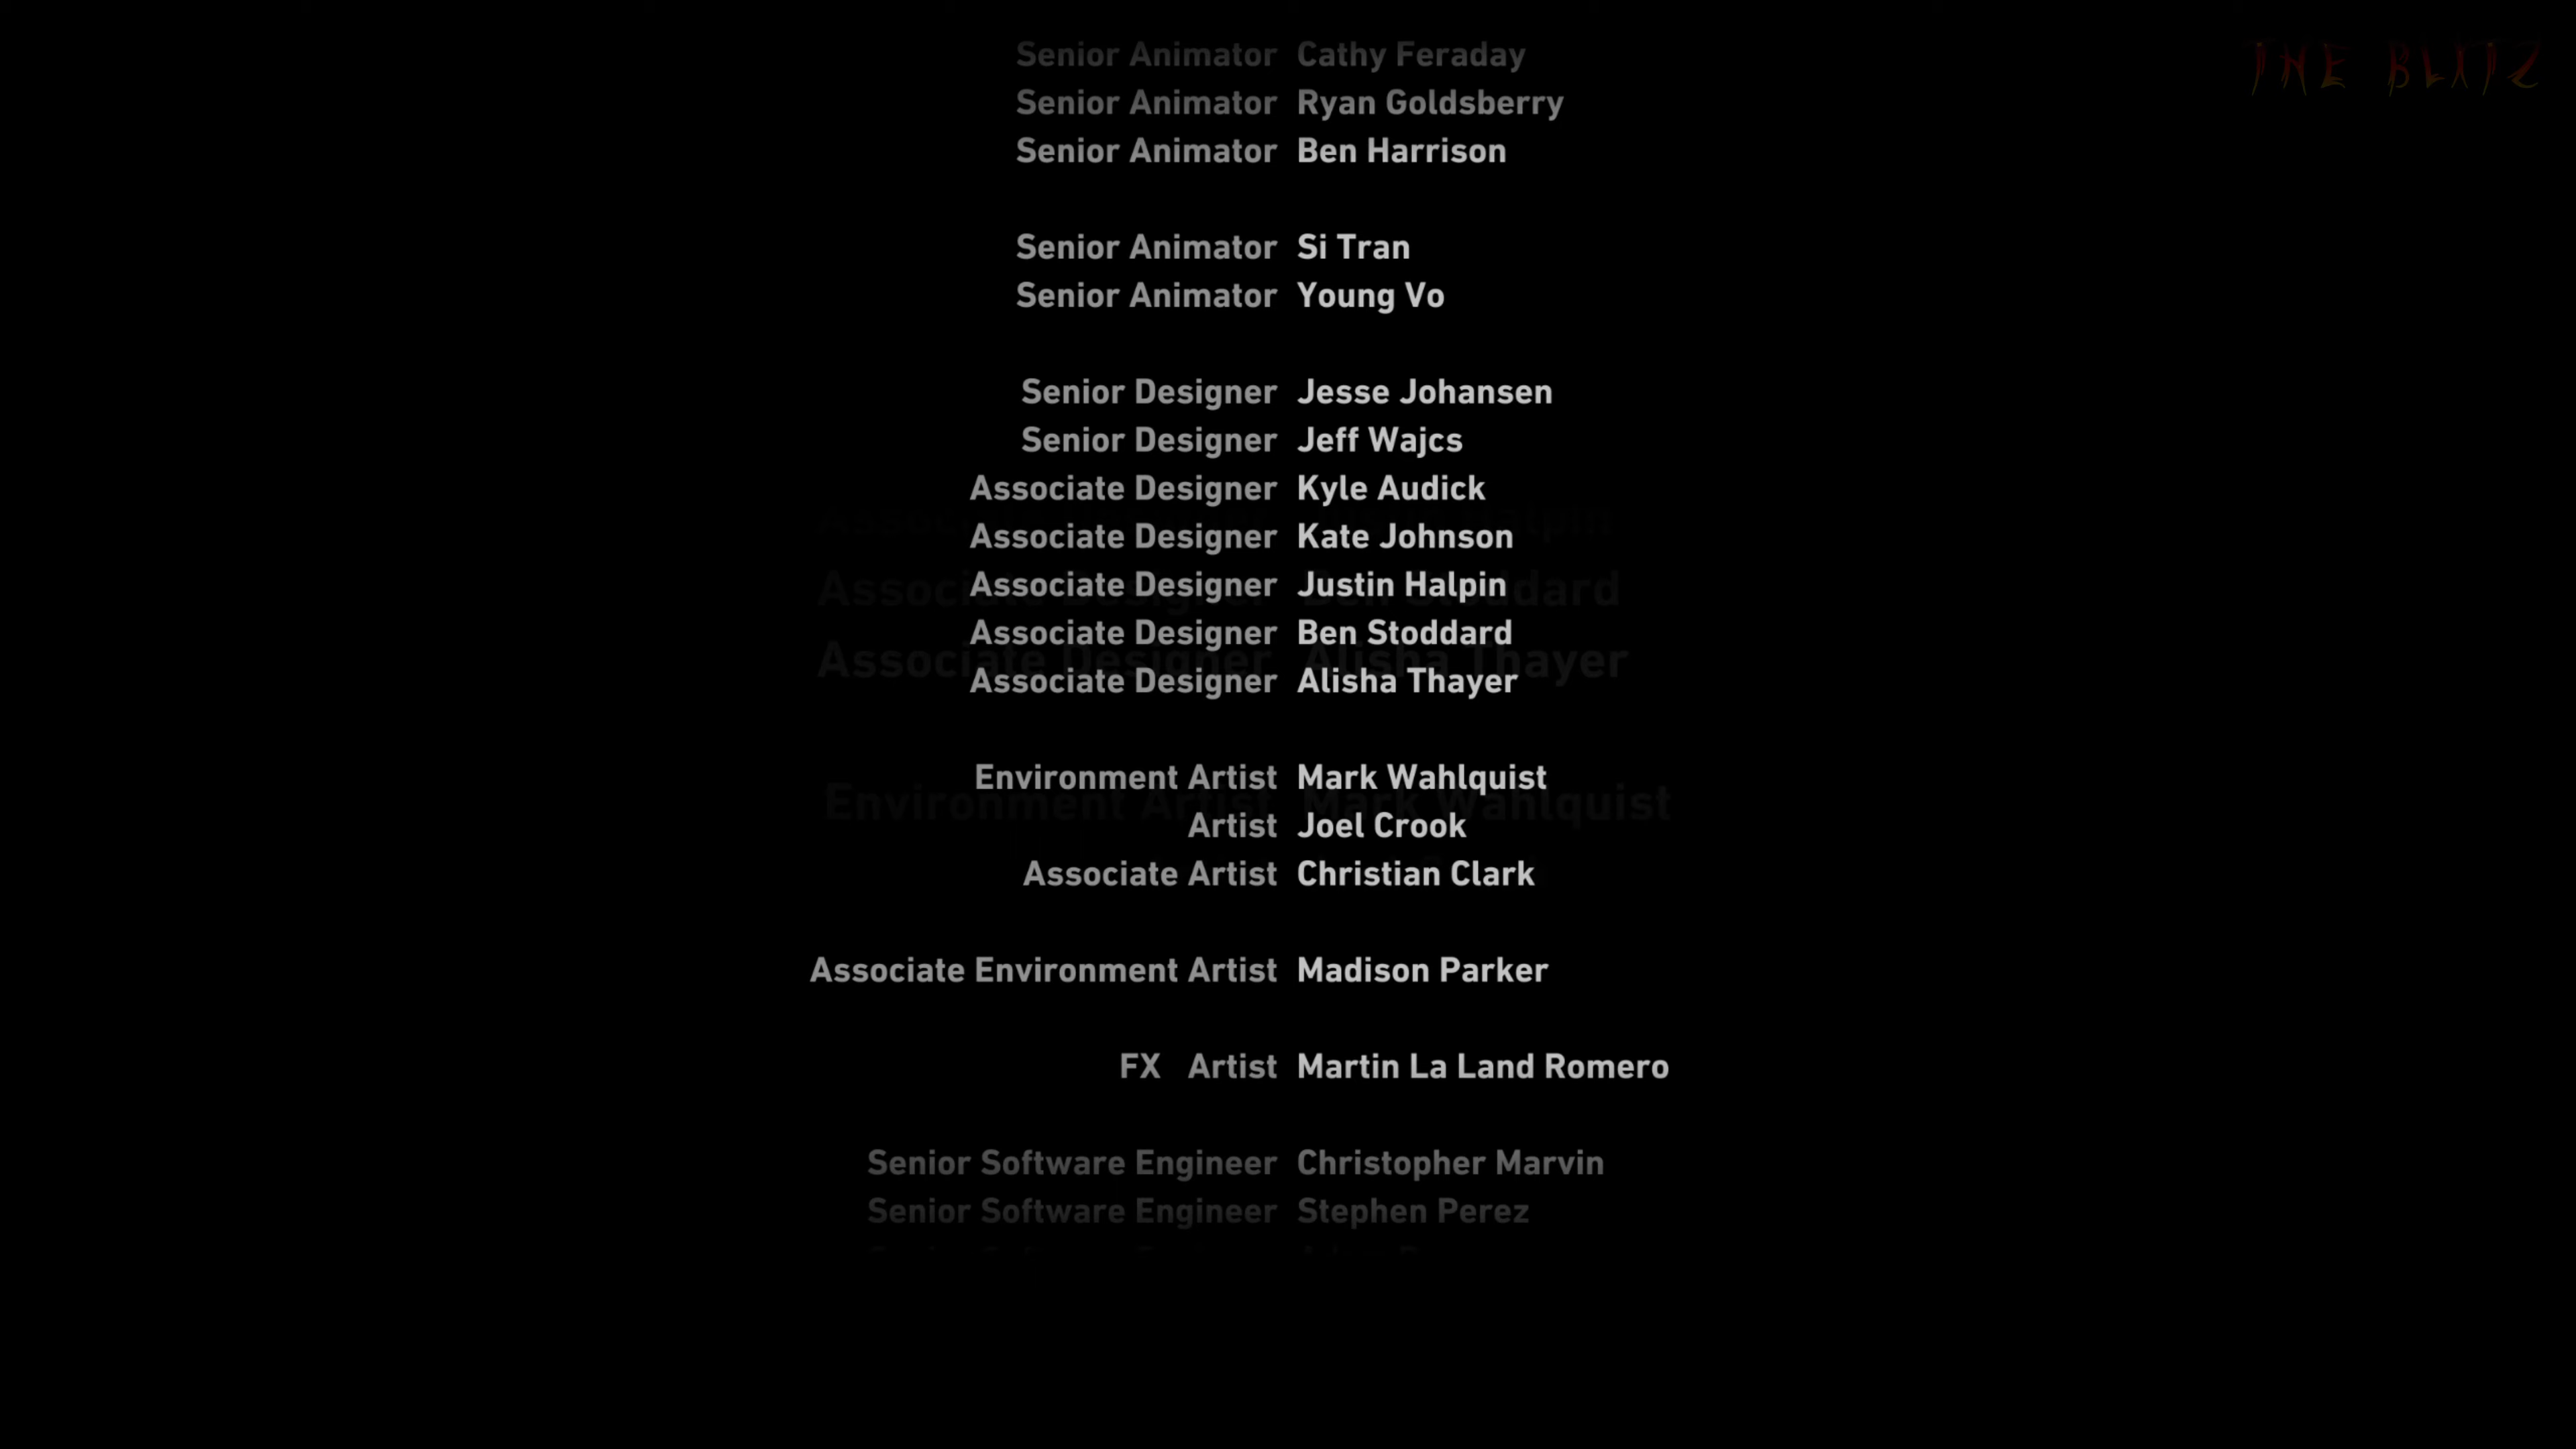 THE BLITZ
Senior Animator Cathy Feraday
Senior Animator Ryan Goldsberry
Senior Animator Ben Harrison
Senior Animator Si Tran
Senior Animator Young Vo
Senior Designer Jesse Johansen
Senior Designer Jeff Wajcs
Associate Designer Kyle Audick
Associate Designer Kate Johnson
Associate Designer Justin Halpin
Associate Designer Ben Stoddard
Associate Designer Alisha Thayer
Environment Artist Mark Wahlquist
Artist Joel Crook
Associate Artist Christian Clark
Associate Environment Artist Madison Parker
FX Artist Martin La Land Romero
Senior Software Engineer Christopher Marvin
Senior Software Engineer Stephen Perez